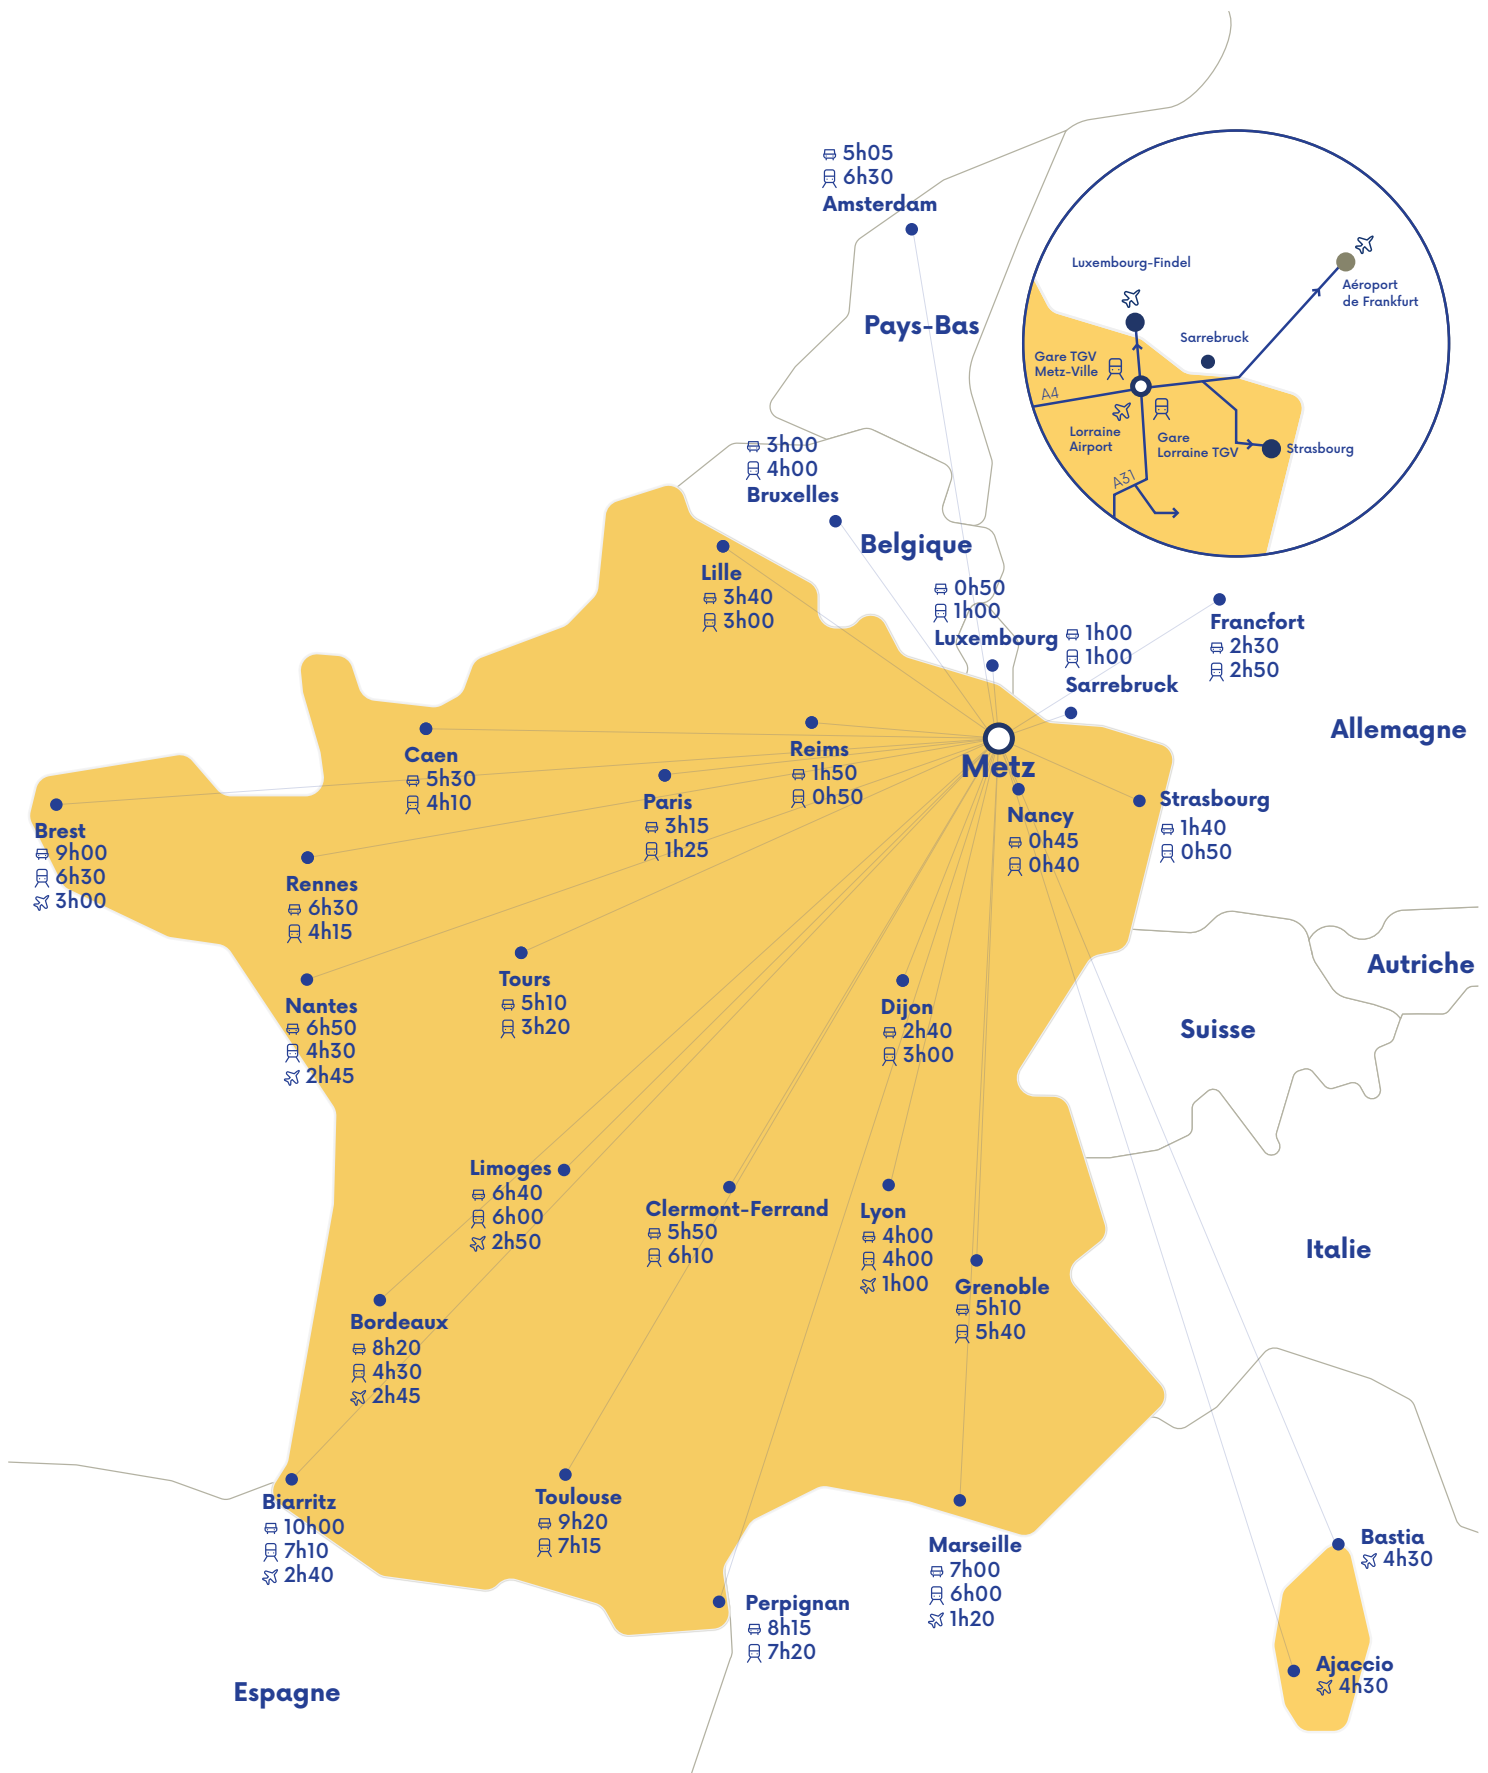 5h05
6h30
Amsterdam
Pays-Bas
Luxembourg-Findel
Aéroport
de Frankfurt
Sarrebruck
Gare TGV
Metz-Ville
A4
Lorraine
Airport
Gare
Lorraine TGV
Strasbourg
A31
3h00
4h00
Bruxelles
Belgique
Lille
3h40
3h00
0h50
1h00
Luxembourg
1h00
1h00
Sarrebruck
Francfort
2h30
2h50
Allemagne
Caen
5h30
4h10
Reims
1h50
0h50
Metz
Paris
3h15
1h25
Nancy
0h45
0h40
Strasbourg
1h40
0h50
Brest
9h00
6h30
3h00
Rennes
6h30
4h15
Nantes
6h50
4h30
2h45
Tours
5h10
3h20
Dijon
2h40
3h00
Autriche
Suisse
Limoges
6h40
6h00
2h50
Clermont-Ferrand
5h50
6h10
Lyon
4h00
4h00
1h00
Grenoble
5h10
5h40
Italie
Bordeaux
8h20
4h30
2h45
Biarritz
10h00
7h10
2h40
Toulouse
9h20
7h15
Marseille
7h00
6h00
1h20
Perpignan
8h15
7h20
Bastia
4h30
Ajaccio
4h30
Espagne